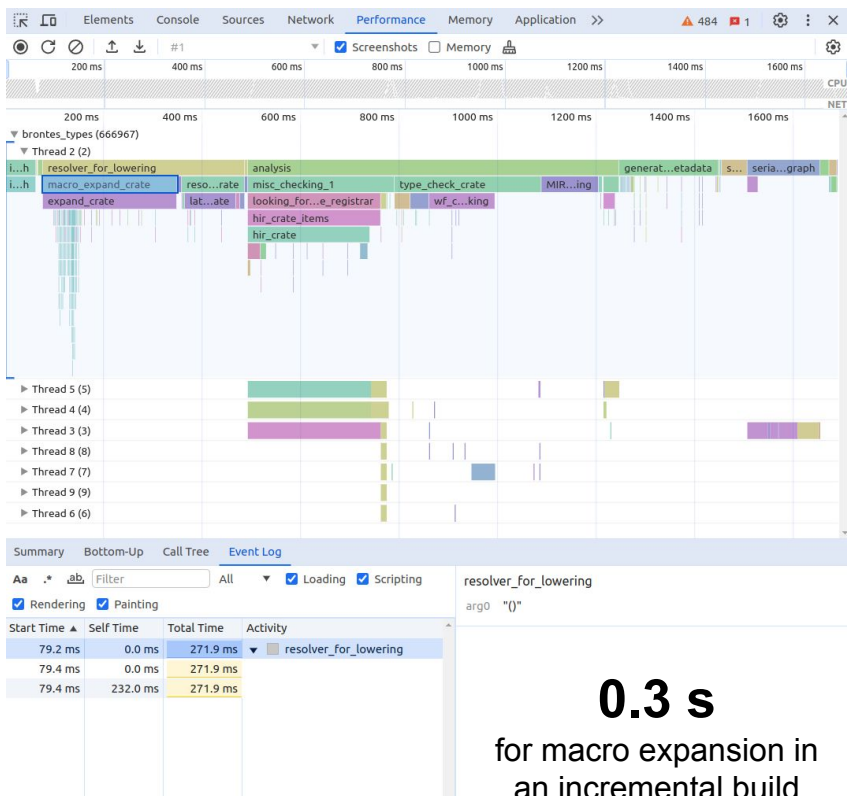 Elements Console Sources Network Performance Memory Application >> 484 1
#1 Screenshots Memory
200 ms 400 ms 600 ms 800 ms 1000 ms 1200 ms 1400 ms 1600 ms
CPU
NET
200 ms 400 ms 600 ms 800 ms 1000 ms 1200 ms 1400 ms 1600 ms
▼ brontes_types (666967)
▼ Thread 2 (2)
i...h resolver_for_lowering analysis generat...etadata s... seria...graph
i...h macro_expand_crate reso...rate misc_checking_1 type_check_crate MIR...ing
expand_crate lat...ate looking_for...e_registrar wf_c...king
hir_crate_items
hir_crate
▶ Thread 5 (5)
▶ Thread 4 (4)
▶ Thread 3 (3)
▶ Thread 8 (8)
▶ Thread 7 (7)
▶ Thread 9 (9)
▶ Thread 6 (6)
Summary Bottom-Up Call Tree Event Log
Aa .* ab, Filter All ▼ Loading Scripting
Rendering Painting
Start Time ▲ Self Time Total Time Activity
79.2 ms 0.0 ms 271.9 ms ▼ resolver_for_lowering
79.4 ms 0.0 ms 271.9 ms
79.4 ms 232.0 ms 271.9 ms
resolver_for_lowering
arg0 "()"
0.3 s
for macro expansion in
an incremental build